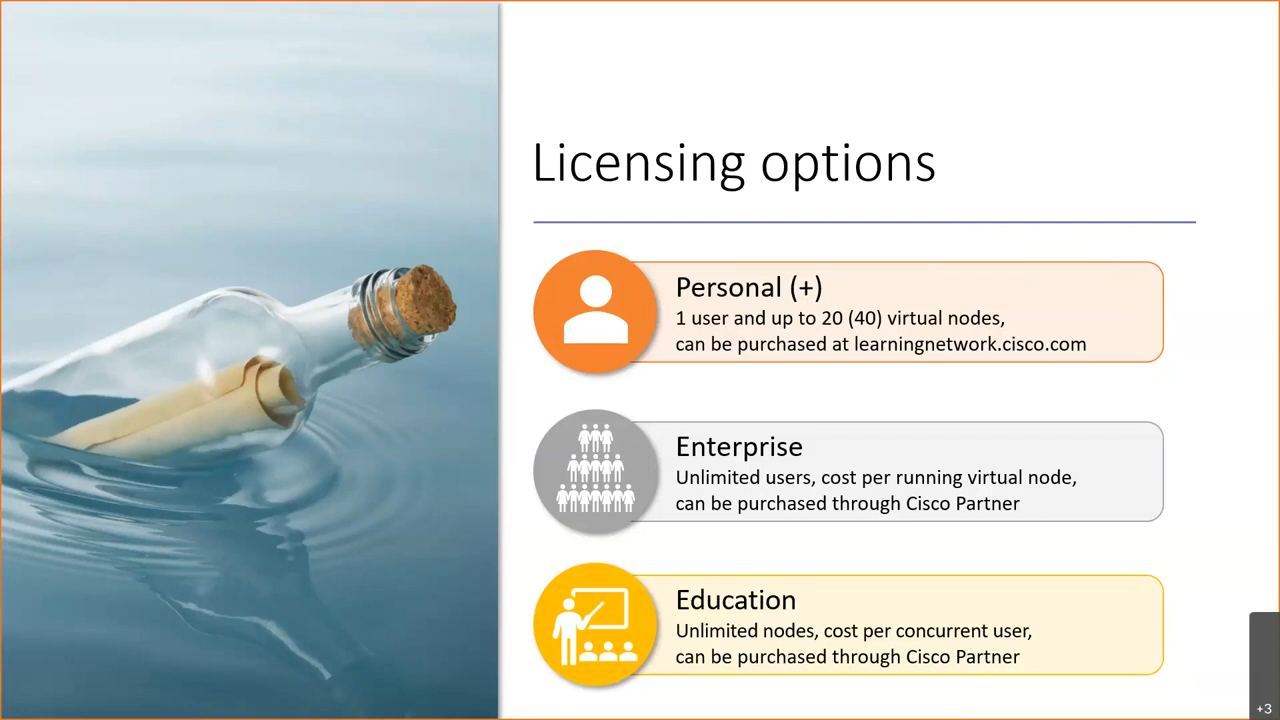 Licensing options
Personal (+)
1 user and up to 20 (40) virtual nodes,
can be purchased at learningnetwork.cisco.com
Enterprise
Unlimited users, cost per running virtual node,
can be purchased through Cisco Partner
Education
Unlimited nodes, cost per concurrent user,
can be purchased through Cisco Partner
+3